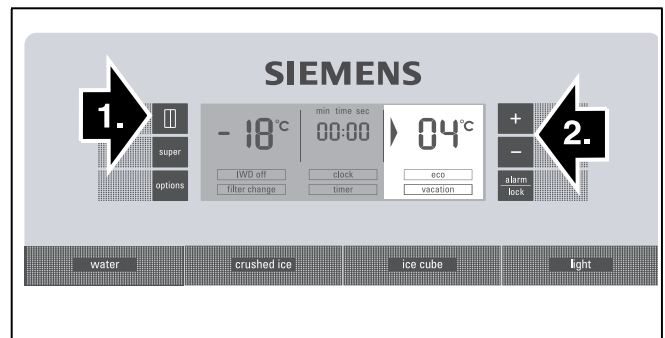 SIEMENS
1.
super
options
- 18°C
min time sec
00:00
04°C
IWD off
clock
eco
filter change
timer
vacation
+
-
alarm
lock
2.
water
crushed ice
ice cube
light